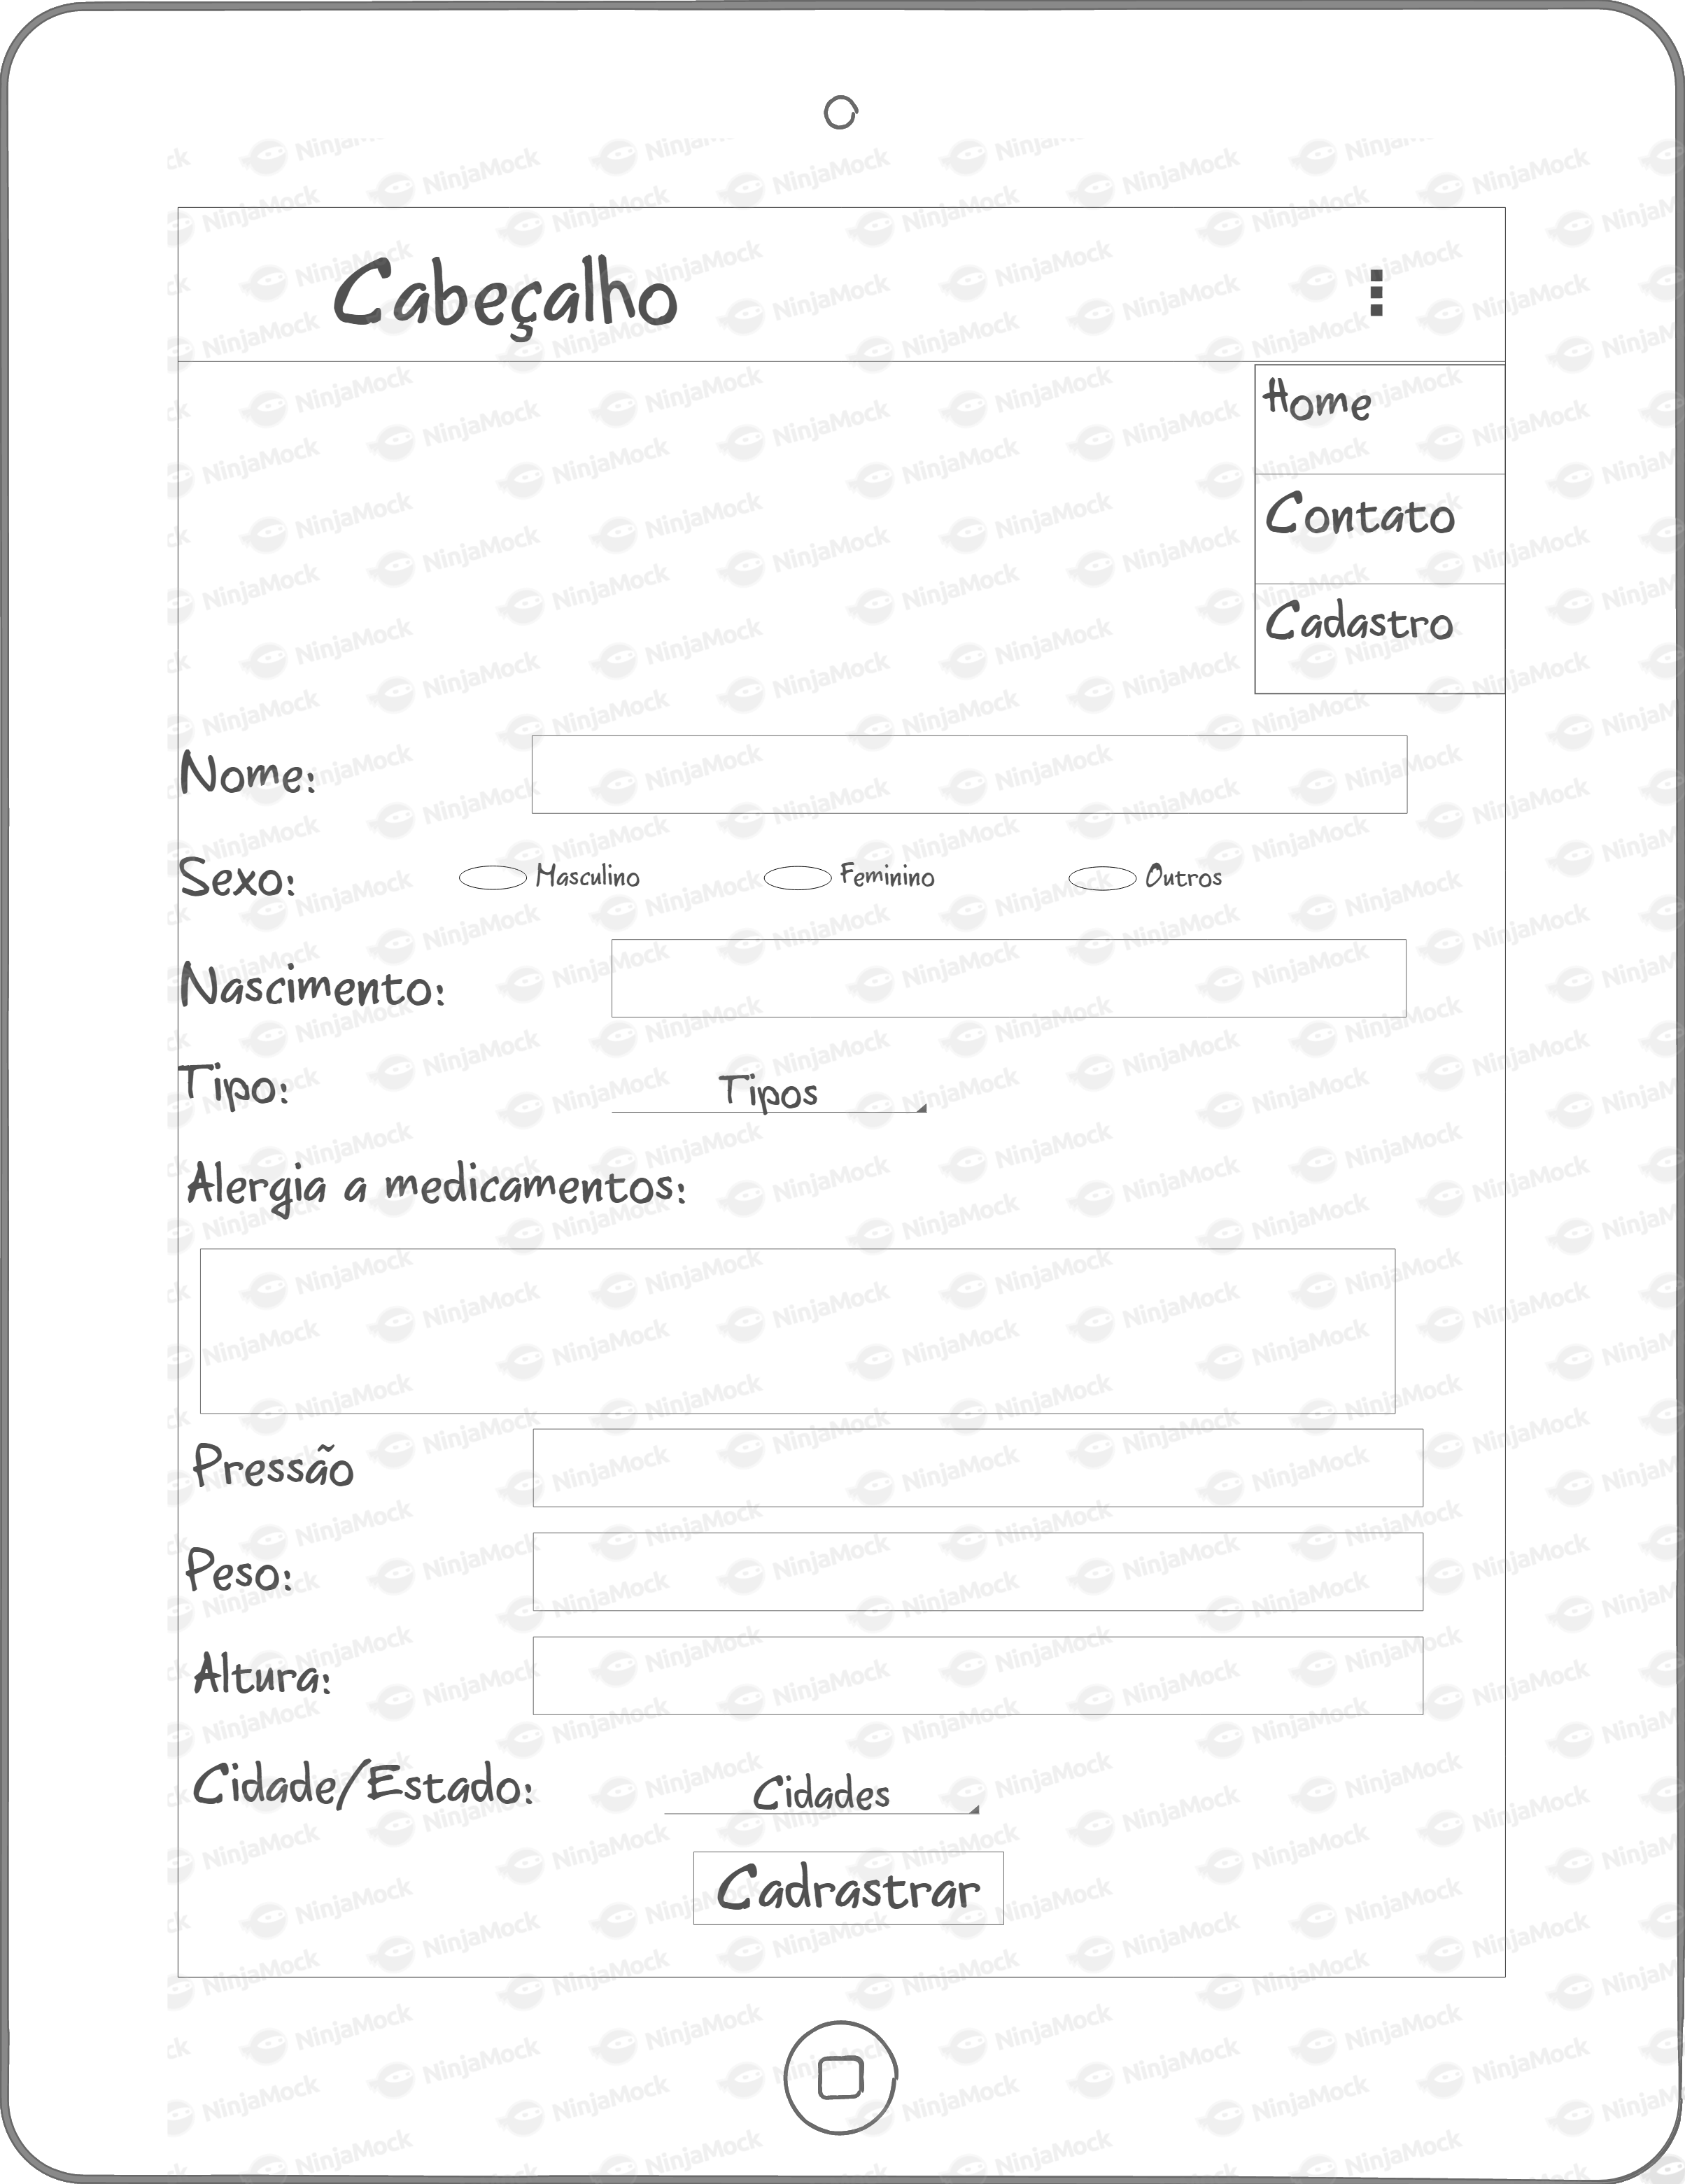 Cabeçalho
Home
Contato
Cadastro
Nome:
Sexo: Masculino Feminino Outros
Nascimento:
Tipo: Tipos
Alergia a medicamentos:
Pressão
Peso:
Altura:
Cidade/Estado: Cidades
Cadrastrar
NinjaMock